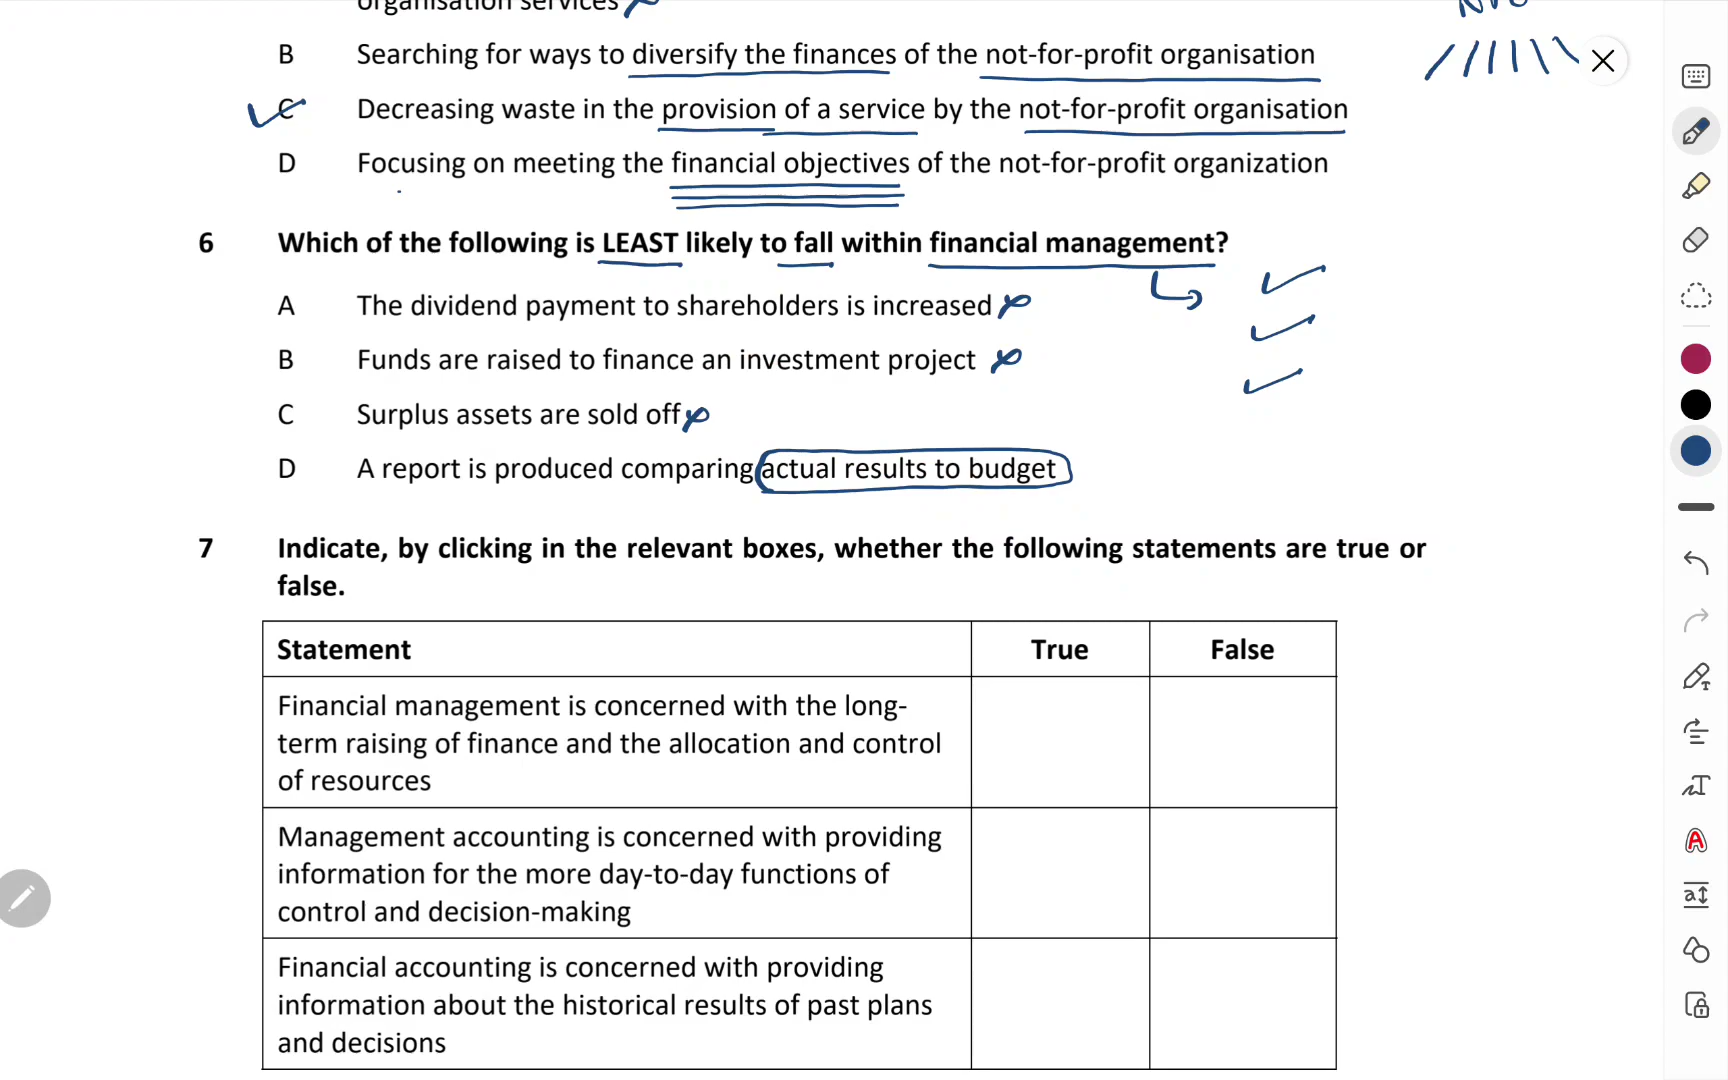 organisation services
B Searching for ways to diversify the finances of the not-for-profit organisation
C Decreasing waste in the provision of a service by the not-for-profit organisation
D Focusing on meeting the financial objectives of the not-for-profit organization
6 Which of the following is LEAST likely to fall within financial management?
A The dividend payment to shareholders is increased
B Funds are raised to finance an investment project
C Surplus assets are sold off
D A report is produced comparing actual results to budget
7 Indicate, by clicking in the relevant boxes, whether the following statements are true or
false.
Statement True False
Financial management is concerned with the long-
term raising of finance and the allocation and control
of resources
Management accounting is concerned with providing
information for the more day-to-day functions of
control and decision-making
Financial accounting is concerned with providing
information about the historical results of past plans
and decisions